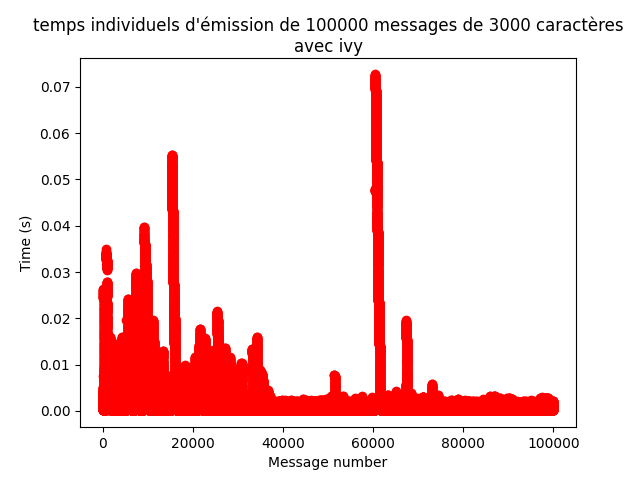 temps individuels d'émission de 100000 messages de 3000 caractères
avec ivy
Time (s)
0.07
0.06
0.05
0.04
0.03
0.02
0.01
0.00
0 20000 40000 60000 80000 100000
Message number